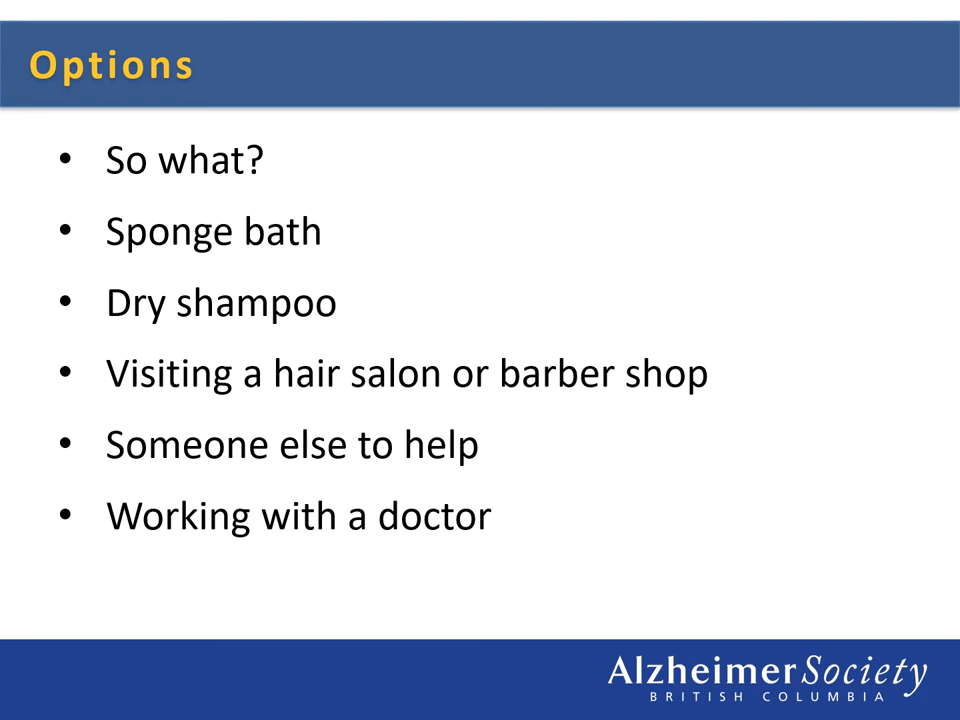 Options
• So what?
• Sponge bath
• Dry shampoo
• Visiting a hair salon or barber shop
• Someone else to help
• Working with a doctor
Alzheimer Society
BRITISH COLUMBIA